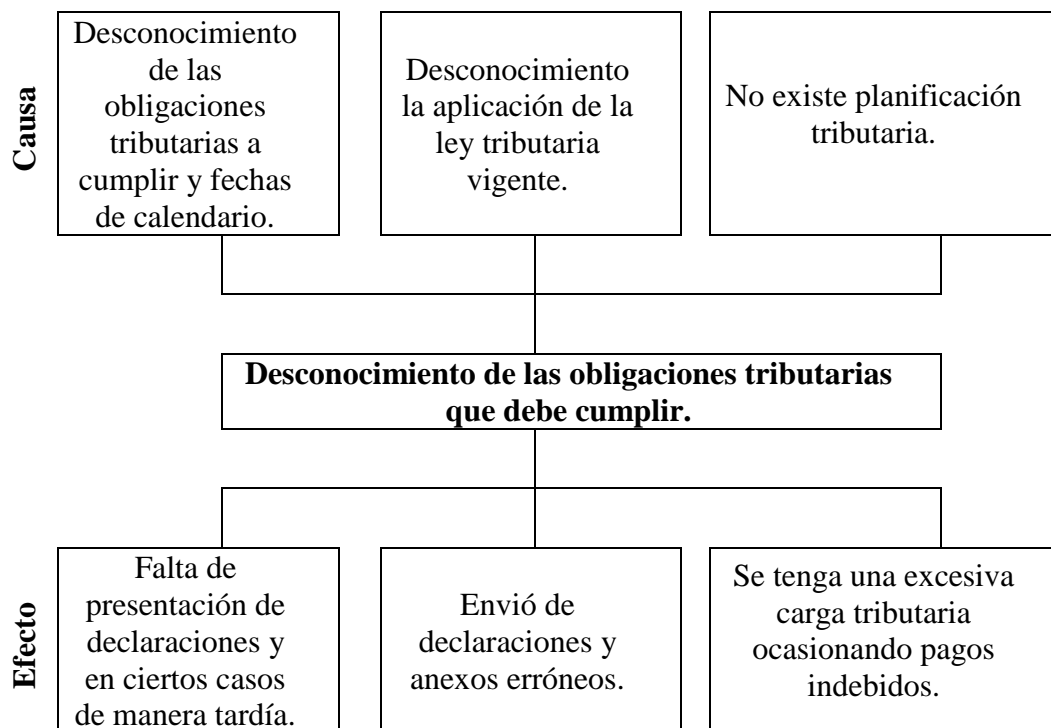 Causa
Desconocimiento
de las
obligaciones
tributarias a
cumplir y fechas
de calendario.
Desconocimiento
la aplicación de la
ley tributaria
vigente.
No existe planificación
tributaria.
Desconocimiento de las obligaciones tributarias
que debe cumplir.
Efecto
Falta de
presentación de
declaraciones y
en ciertos casos
de manera tardía.
Envió de
declaraciones y
anexos erróneos.
Se tenga una excesiva
carga tributaria
ocasionando pagos
indebidos.